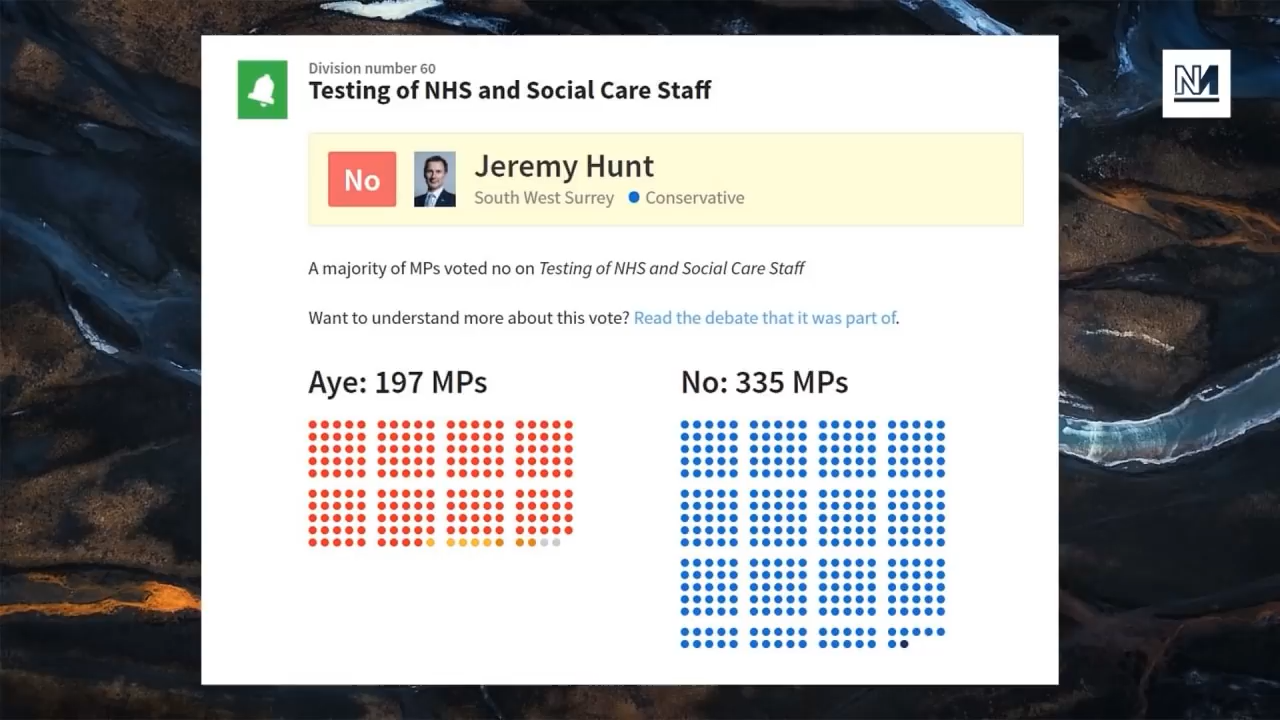 Division number 60
Testing of NHS and Social Care Staff
No
Jeremy Hunt
South West Surrey Conservative
A majority of MPs voted no on Testing of NHS and Social Care Staff
Want to understand more about this vote? Read the debate that it was part of.
Aye: 197 MPs
No: 335 MPs
NM